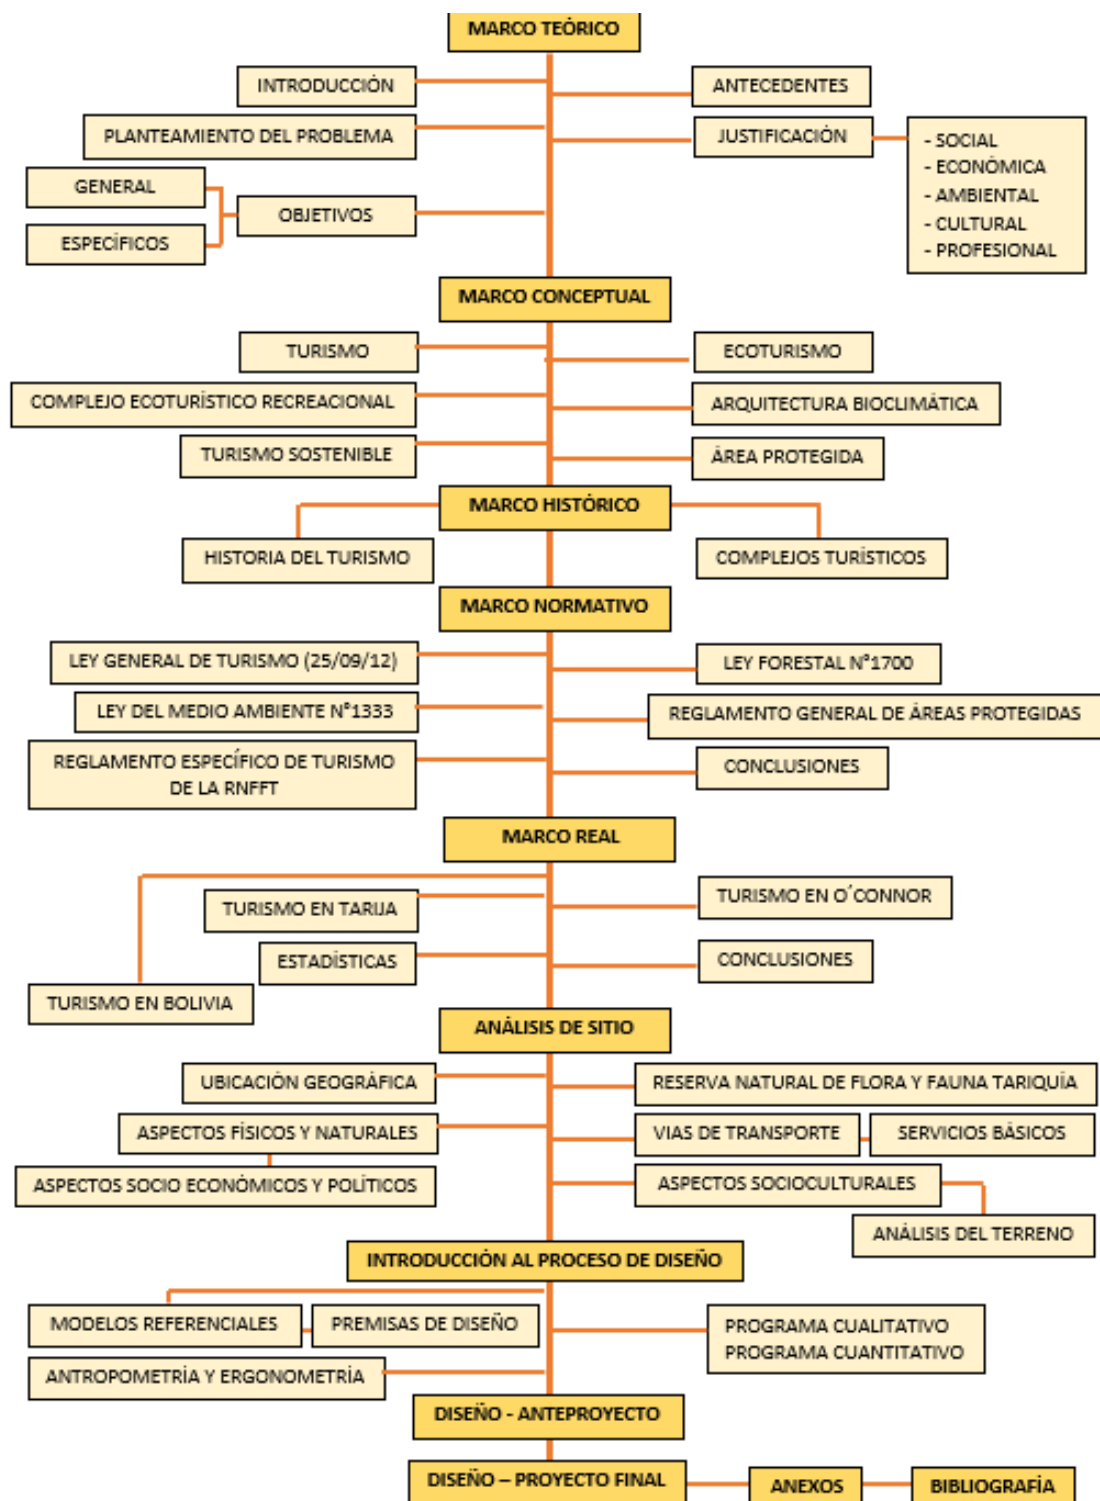 MARCO TEÓRICO
INTRODUCCIÓN
ANTECEDENTES
PLANTEAMIENTO DEL PROBLEMA
JUSTIFICACIÓN
- SOCIAL
- ECONÓMICA
- AMBIENTAL
- CULTURAL
- PROFESIONAL
GENERAL
OBJETIVOS
ESPECÍFICOS
MARCO CONCEPTUAL
TURISMO
ECOTURISMO
COMPLEJO ECOTURÍSTICO RECREACIONAL
ARQUITECTURA BIOCLIMÁTICA
TURISMO SOSTENIBLE
ÁREA PROTEGIDA
MARCO HISTÓRICO
HISTORIA DEL TURISMO
COMPLEJOS TURÍSTICOS
MARCO NORMATIVO
LEY GENERAL DE TURISMO (25/09/12)
LEY FORESTAL N°1700
LEY DEL MEDIO AMBIENTE N°1333
REGLAMENTO GENERAL DE ÁREAS PROTEGIDAS
REGLAMENTO ESPECÍFICO DE TURISMO
DE LA RNFFT
CONCLUSIONES
MARCO REAL
TURISMO EN TARIJA
TURISMO EN O´CONNOR
ESTADÍSTICAS
CONCLUSIONES
TURISMO EN BOLIVIA
ANÁLISIS DE SITIO
UBICACIÓN GEOGRÁFICA
RESERVA NATURAL DE FLORA Y FAUNA TARIQUÍA
ASPECTOS FÍSICOS Y NATURALES
VIAS DE TRANSPORTE
SERVICIOS BÁSICOS
ASPECTOS SOCIO ECONÓMICOS Y POLÍTICOS
ASPECTOS SOCIOCULTURALES
ANÁLISIS DEL TERRENO
INTRODUCCIÓN AL PROCESO DE DISEÑO
MODELOS REFERENCIALES
PREMISAS DE DISEÑO
PROGRAMA CUALITATIVO
PROGRAMA CUANTITATIVO
ANTROPOMETRÍA Y ERGONOMETRÍA
DISEÑO - ANTEPROYECTO
DISEÑO – PROYECTO FINAL
ANEXOS
BIBLIOGRAFÍA